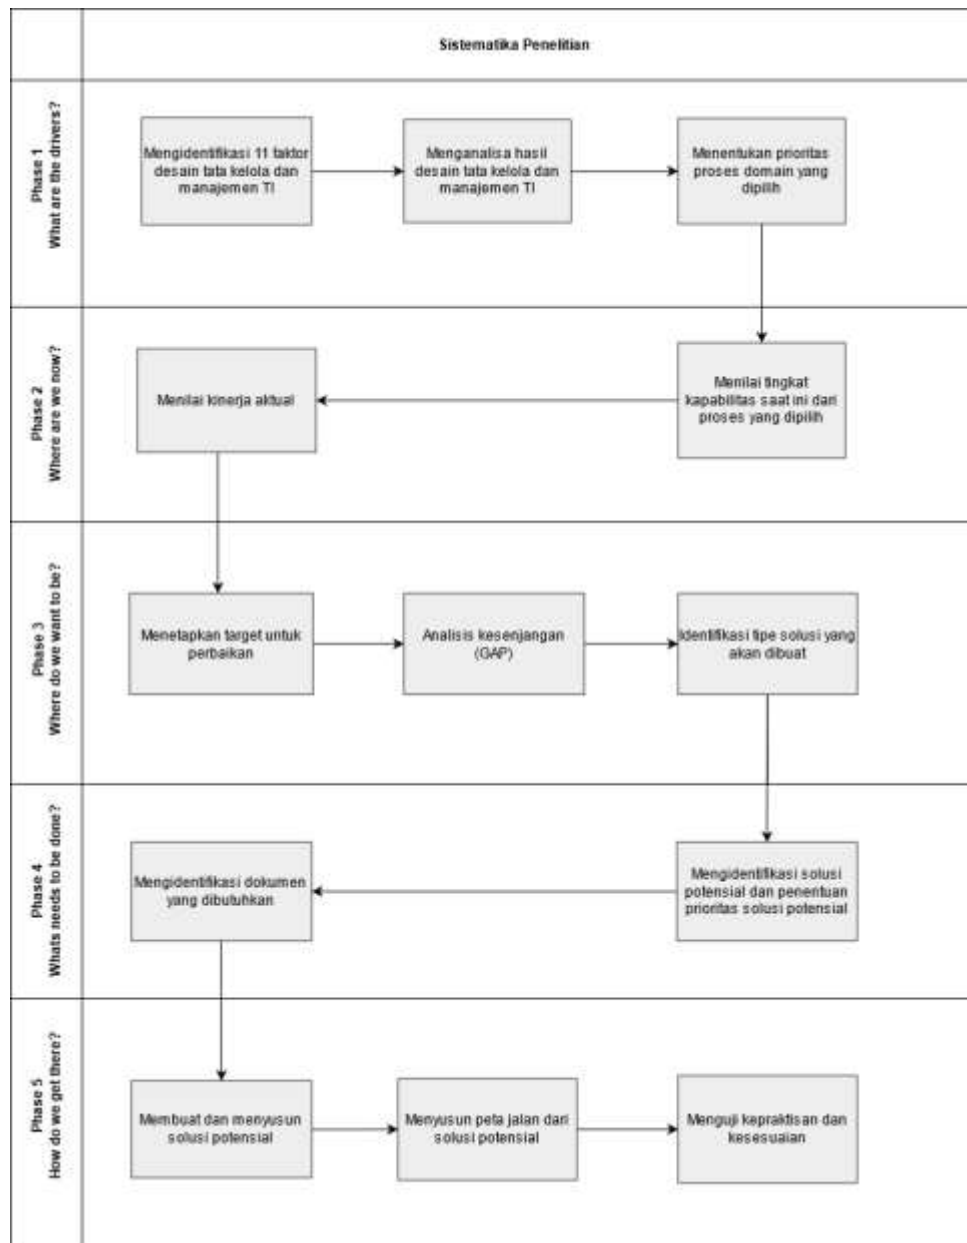 Sistematika Penelitian
Phase 1
What are the drivers?
Mengidentifikasi 11 faktor
desain tata kelola dan
manajemen TI
Menganalisa hasil
desain tata kelola dan
manajemen TI
Menentukan prioritas
proses domain yang
dipilih
Phase 2
Where are we now?
Menilai kinerja aktual
Menilai tingkat
kapabilitas saat ini dari
proses yang dipilih
Phase 3
Where do we want to be?
Menetapkan target untuk
perbaikan
Analisis kesenjangan
(GAP)
Identifikasi tipe solusi yang
akan dibuat
Phase 4
Whats needs to be done?
Mengidentifikasi dokumen
yang dibutuhkan
Mengidentifikasi solusi
potensial dan penentuan
prioritas solusi potensial
Phase 5
How do we get there?
Membuat dan menyusun
solusi potensial
Menyusun peta jalan dari
solusi potensial
Menguji kepraktisan dan
kesesuaian